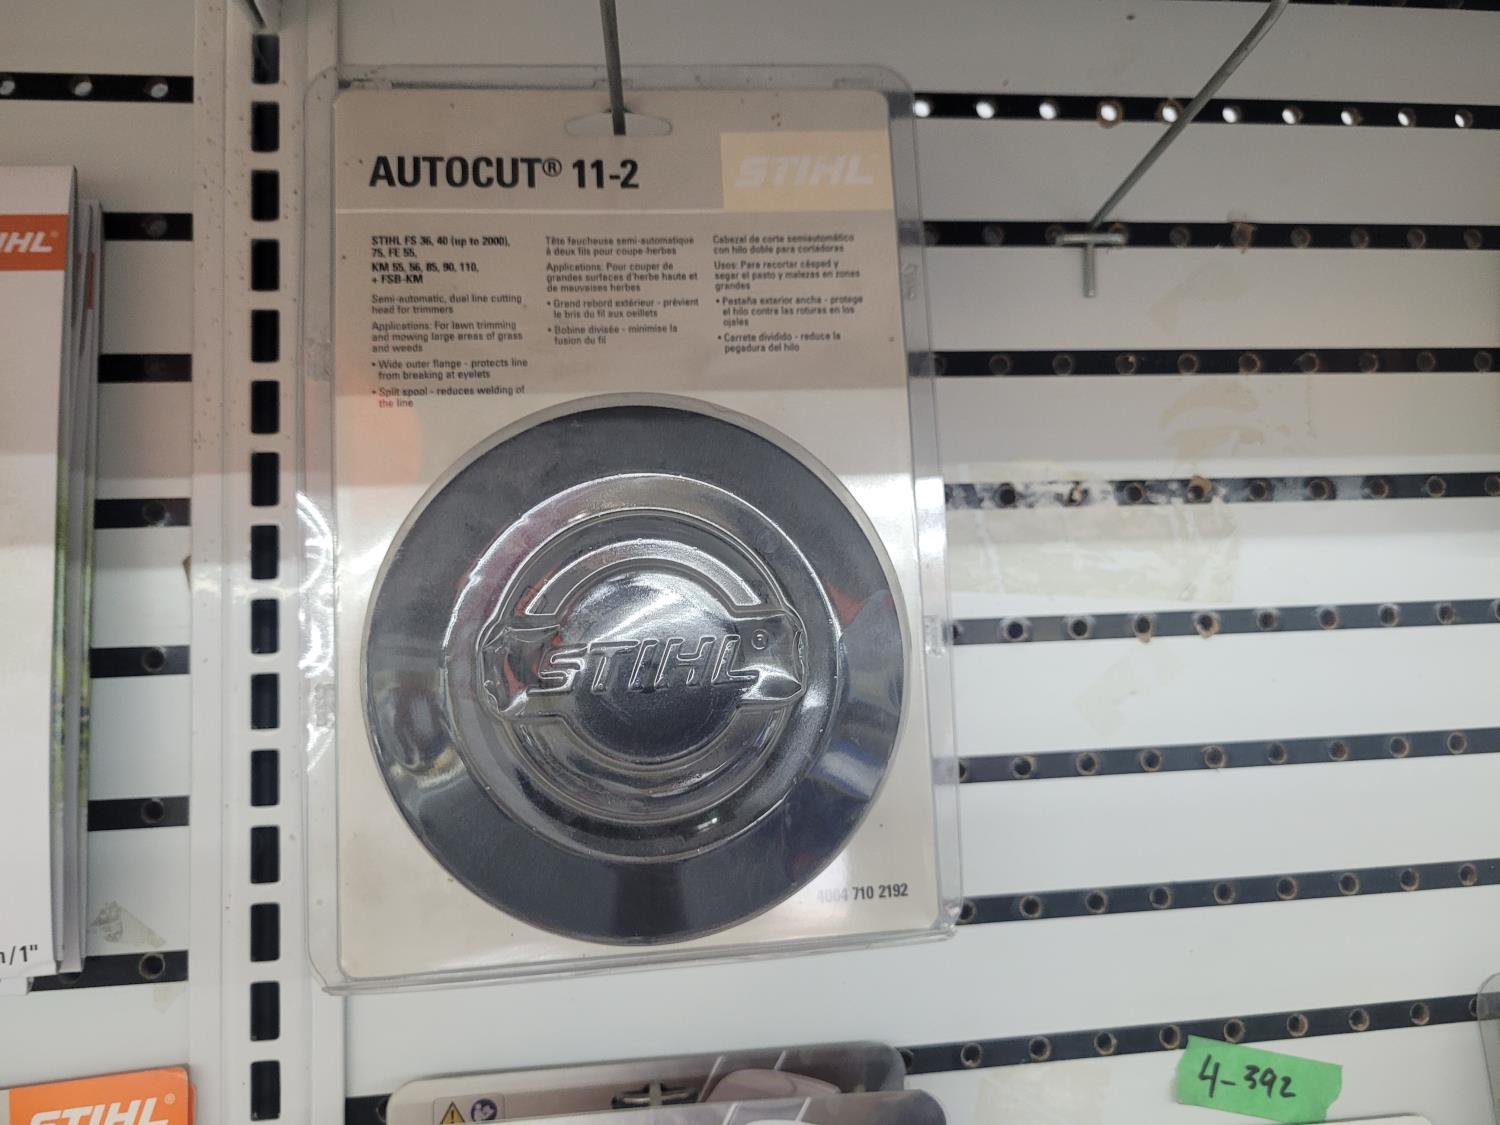 AUTOCUT® 11-2
STIHL
STIHL FS 36, 40 (up to 2000),
75, FE 55,
KM 55, 56, 85, 90, 110,
+ FSB-KM
Semi-automatic, dual line cutting
head for trimmers
Applications: For lawn trimming
and mowing large areas of grass
and weeds
• Wide outer flange - protects line
from breaking at eyelets
• Split spool - reduces welding of
the line
Tête faucheuse semi-automatique
à deux fils pour coupe-herbes
Applications: Pour couper de
grandes surfaces d'herbe haute et
de mauvaises herbes
• Grand rebord extérieur - prévient
le bris du fil aux oeillets
• Bobine divisée - minimise la
fusion du fil
Cabezal de corte semiautomático
con hilo doble para cortadoras
Usos: Para recortar césped y
segar el pasto y malezas en zonas
grandes
• Pestaña exterior ancha - protege
el hilo contra las roturas en los
ojales
• Carrete dividido - reduce la
pegadura del hilo
STIHL®
4004 710 2192
IHL®
/1"
STIHL®
4-392